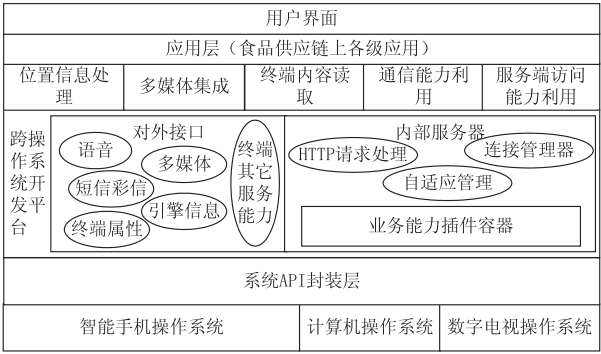 用户界面
应用层（食品供应链上各级应用）
位置信息处
理
多媒体集成
终端内容读
取
通信能力利
用
服务端访问
能力利用
跨操
作系
统开
发平
台
对外接口
语音
多媒体
短信彩信
引擎信息
终端属性
终端
其它
服务
能力
内部服务器
HTTP请求处理
连接管理器
自适应管理
业务能力插件容器
系统API封装层
智能手机操作系统
计算机操作系统
数字电视操作系统